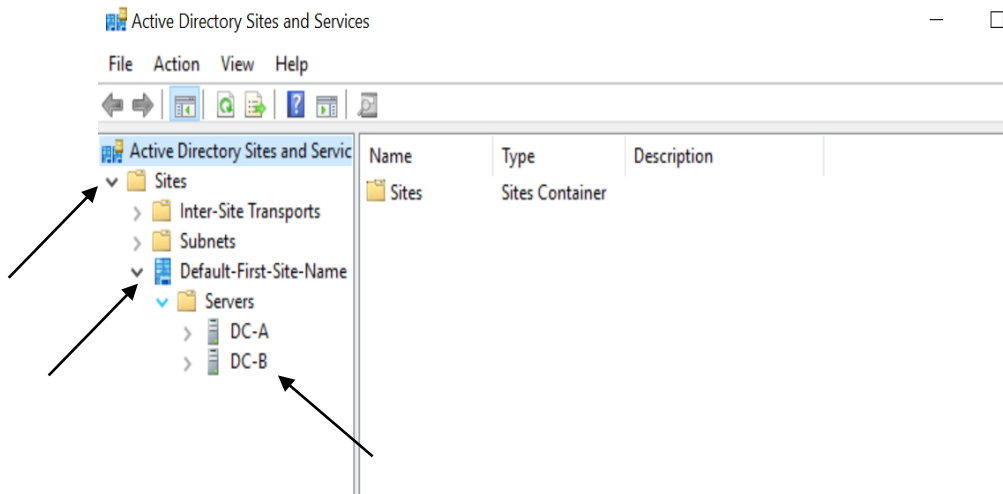 Active Directory Sites and Services
File Action View Help
Active Directory Sites and Servic
Name Type Description
Sites
Sites Sites Container
Inter-Site Transports
Subnets
Default-First-Site-Name
Servers
DC-A
DC-B